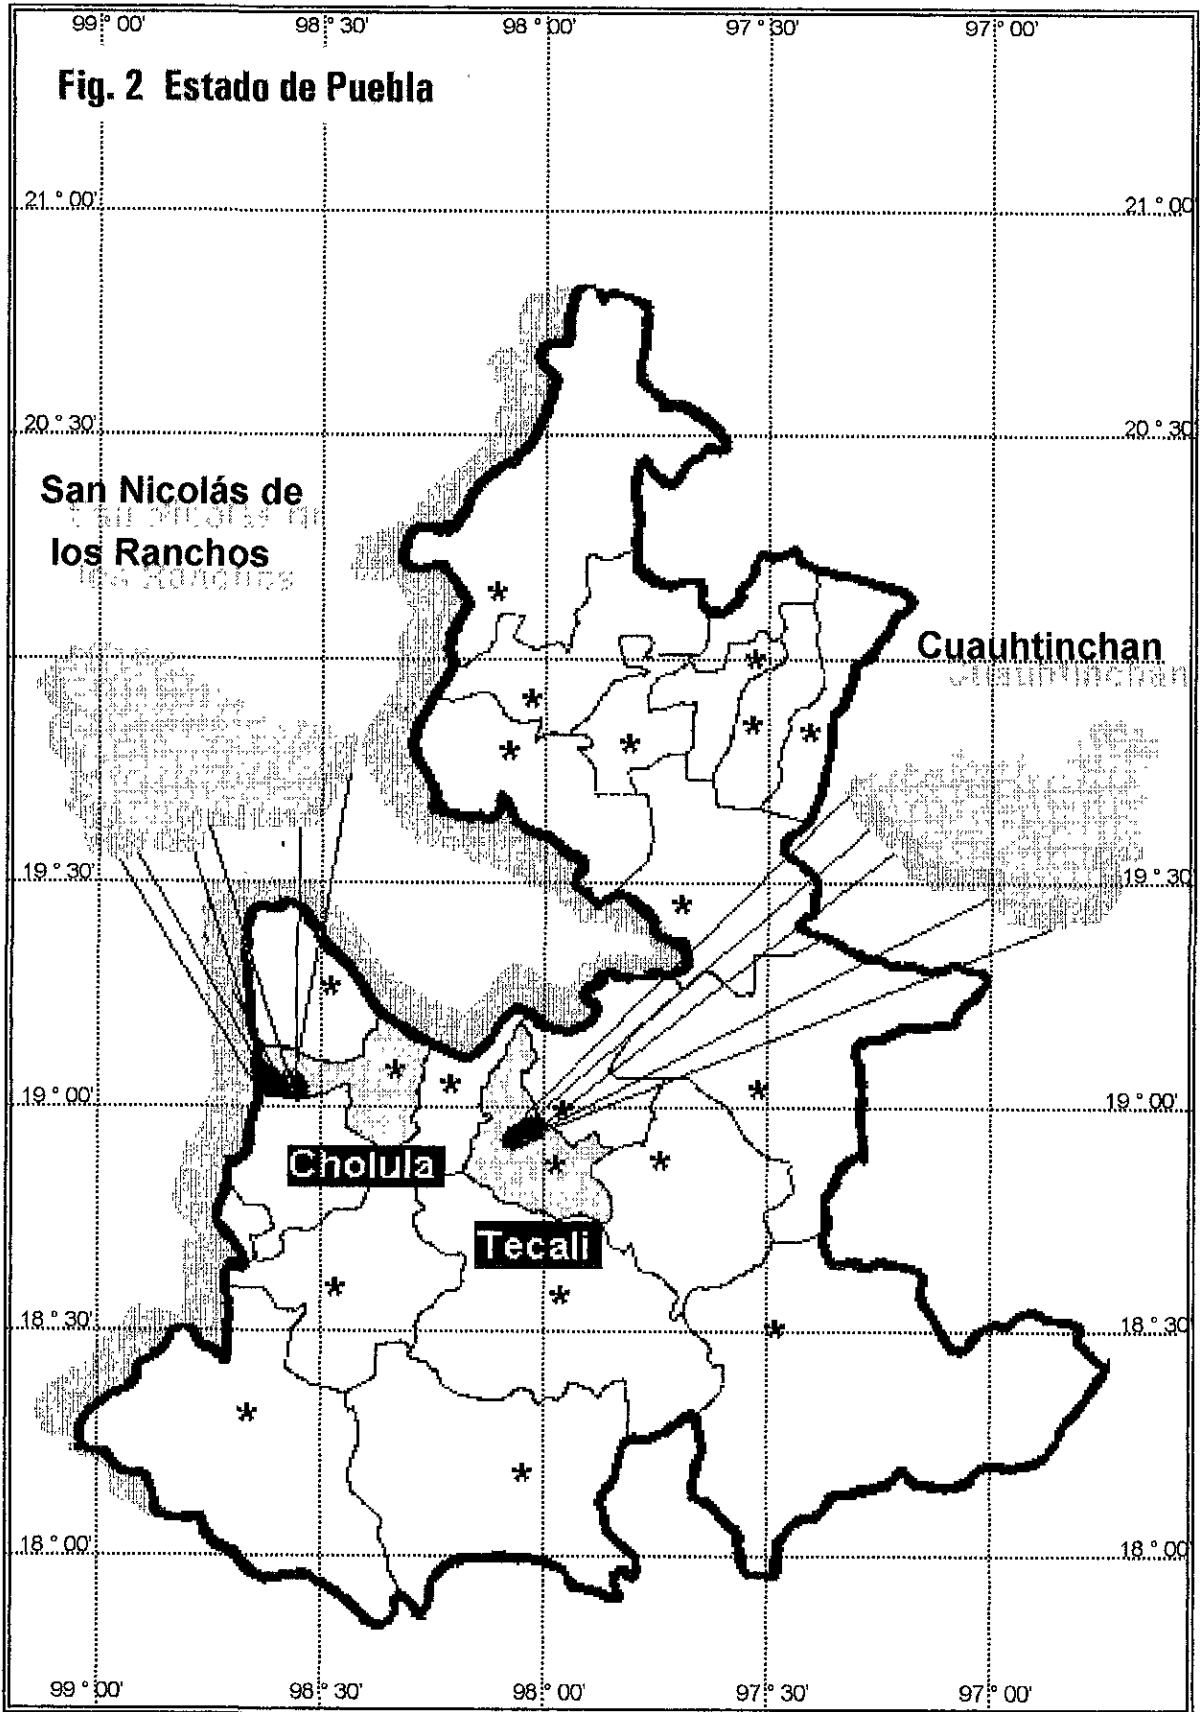 99 ° 00' 98 ° 30' 98 ° 00' 97 ° 30' 97 ° 00'
Fig. 2 Estado de Puebla
21 ° 00' 21 ° 00'
20 ° 30' 20 ° 30'
San Nicolás de
los Ranchos
Cuauhtinchan
19 ° 30' 19 ° 30'
19 ° 00' 19 ° 00'
Cholula
Tecali
18 ° 30' 18 ° 30'
18 ° 00' 18 ° 00'
99 ° 00' 98 ° 30' 98 ° 00' 97 ° 30' 97 ° 00'